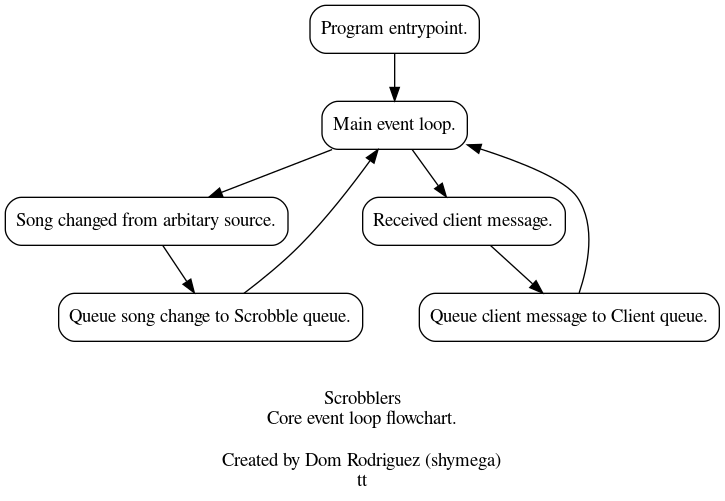 Program entrypoint.
Main event loop.
Song changed from arbitary source.
Received client message.
Queue song change to Scrobble queue.
Queue client message to Client queue.
Scrobblers
Core event loop flowchart.
Created by Dom Rodriguez (shymega)
tt